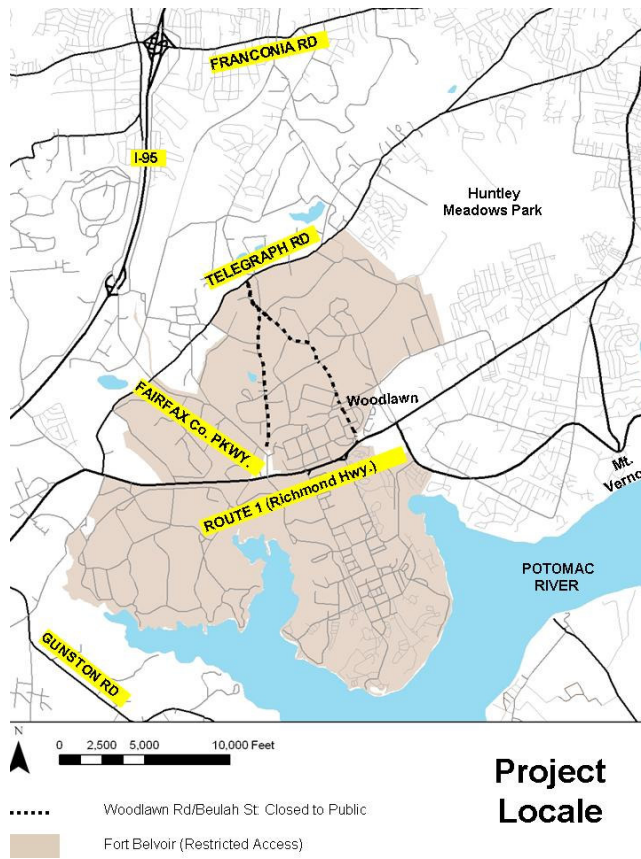 FRANCONIA RD
I-95
Huntley
Meadows Park
TELEGRAPH RD
FAIRFAX Co. PKWY.
Woodlawn
ROUTE 1 (Richmond Hwy.)
Mt.
Verno
POTOMAC
RIVER
GUNSTON RD
N
0 2,500 5,000 10,000 Feet
Project
Locale
Woodlawn Rd/Beulah St: Closed to Public
Fort Belvoir (Restricted Access)